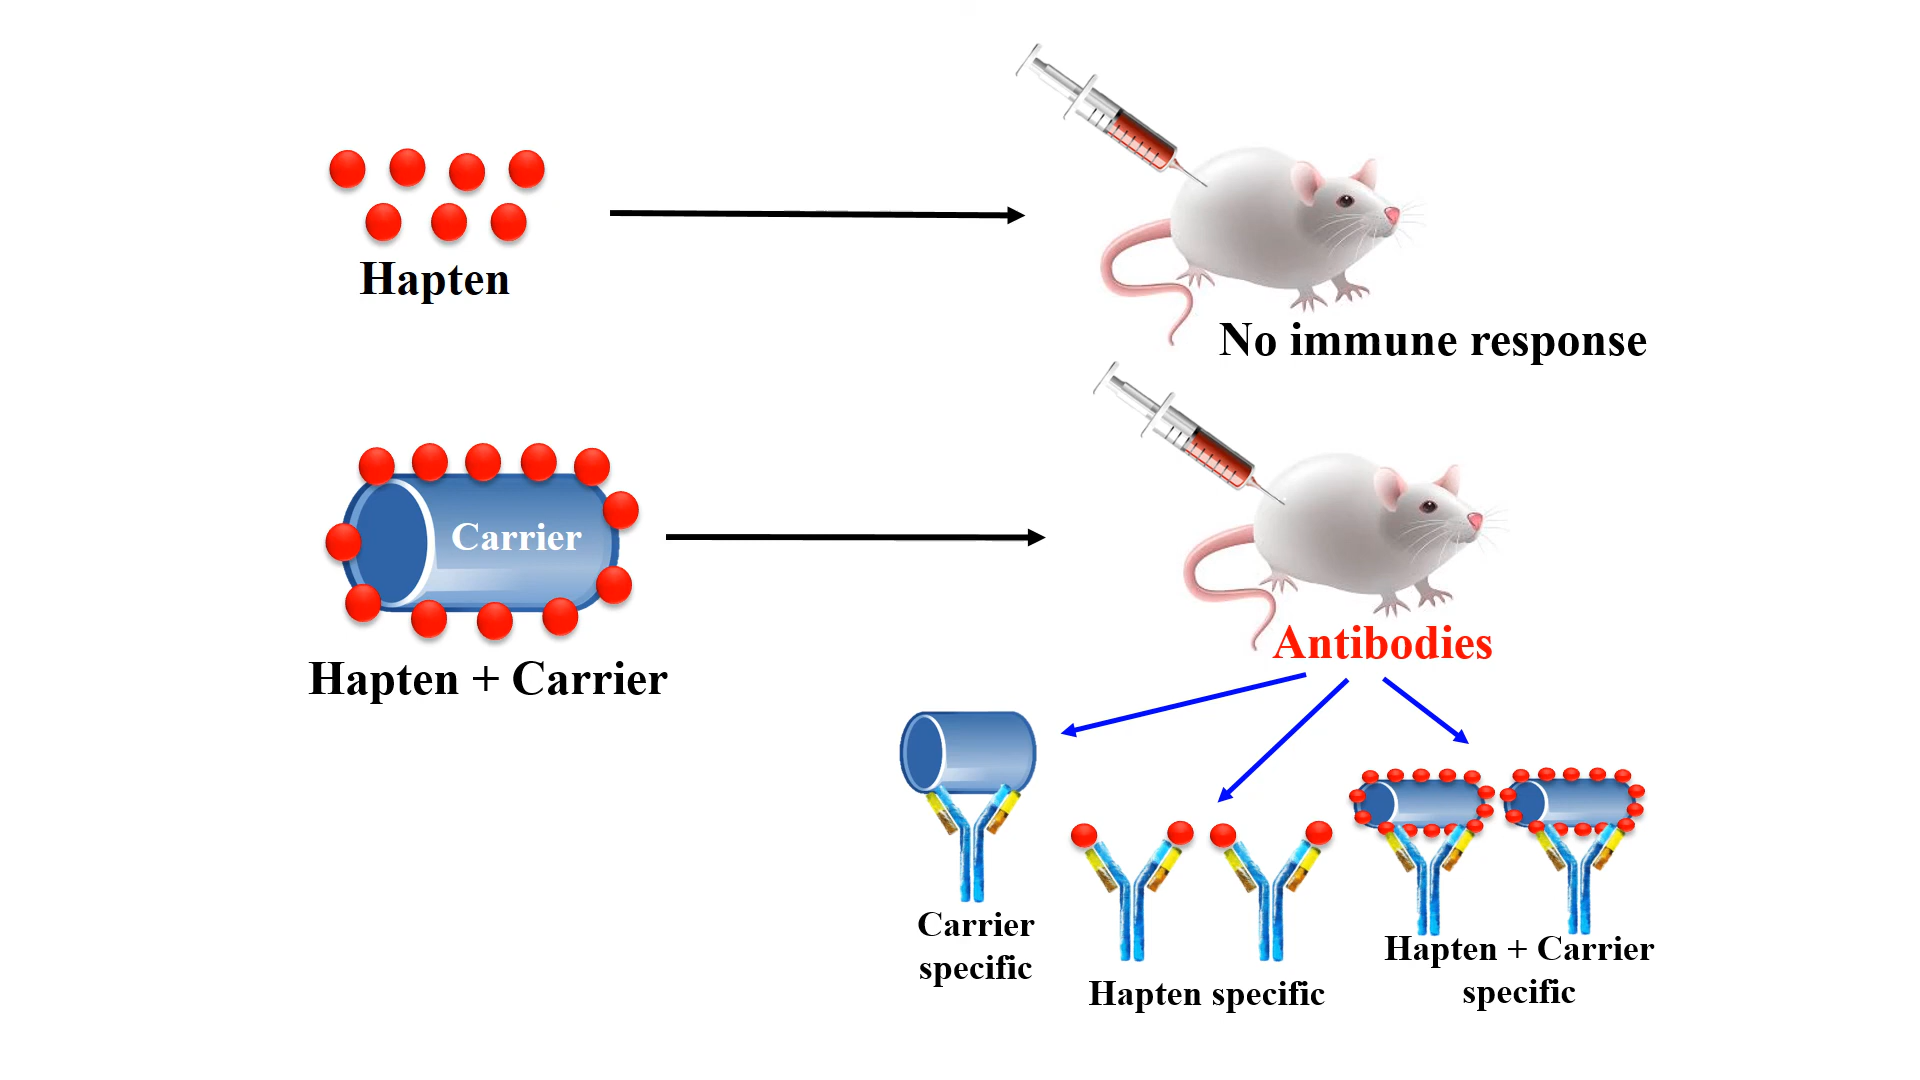 Hapten
No immune response
Carrier
Hapten + Carrier
Antibodies
Carrier
specific
Hapten specific
Hapten + Carrier
specific